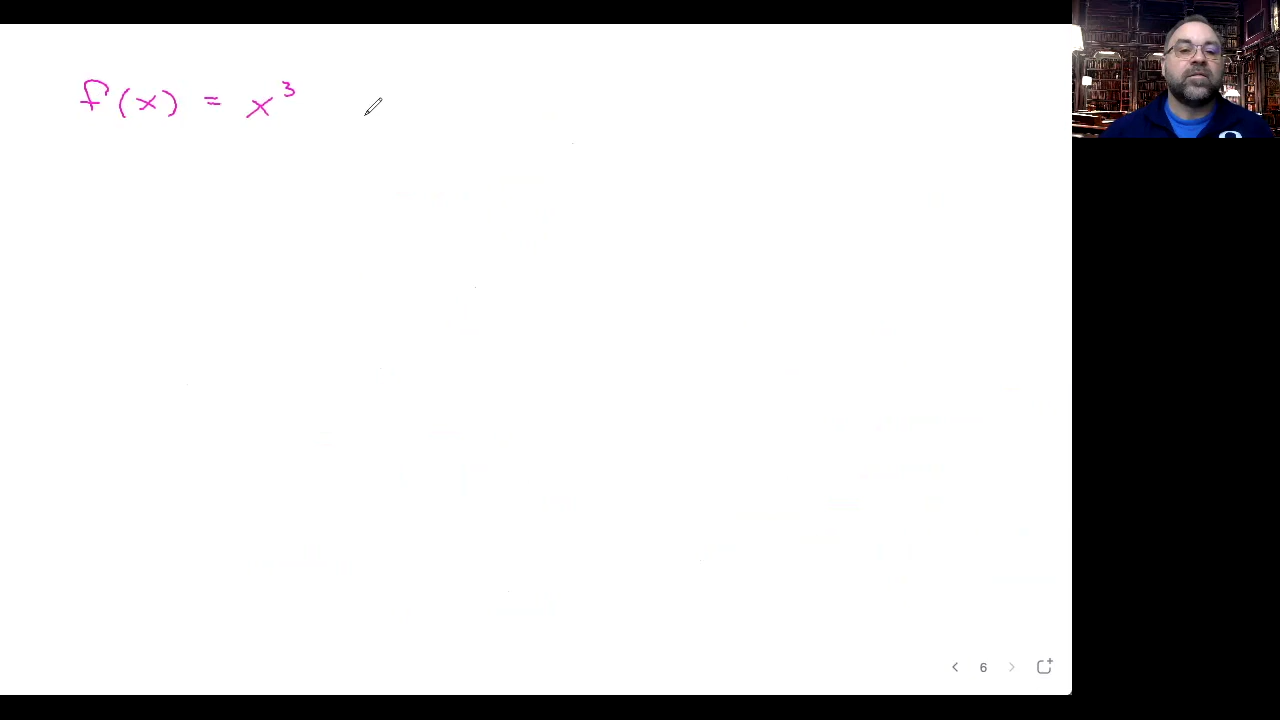 f(x) = x³
6